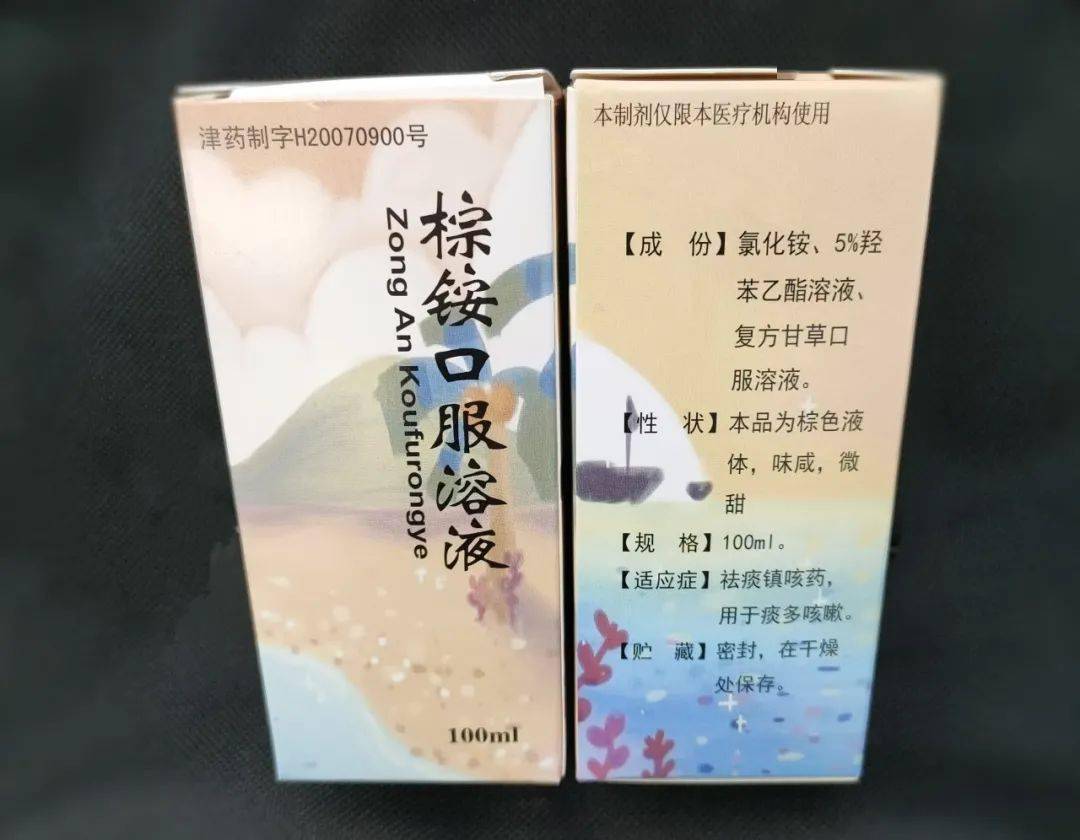 津药制字H20070900号
棕铵口服溶液
Zong An Koufurongye
100ml
本制剂仅限本医疗机构使用
【成 份】氯化铵、5%羟
苯乙酯溶液、
复方甘草口
服溶液。
【性 状】本品为棕色液
体，味咸，微
甜
【规 格】100ml。
【适应症】祛痰镇咳药，
用于痰多咳嗽。
【贮 藏】密封，在干燥
处保存。